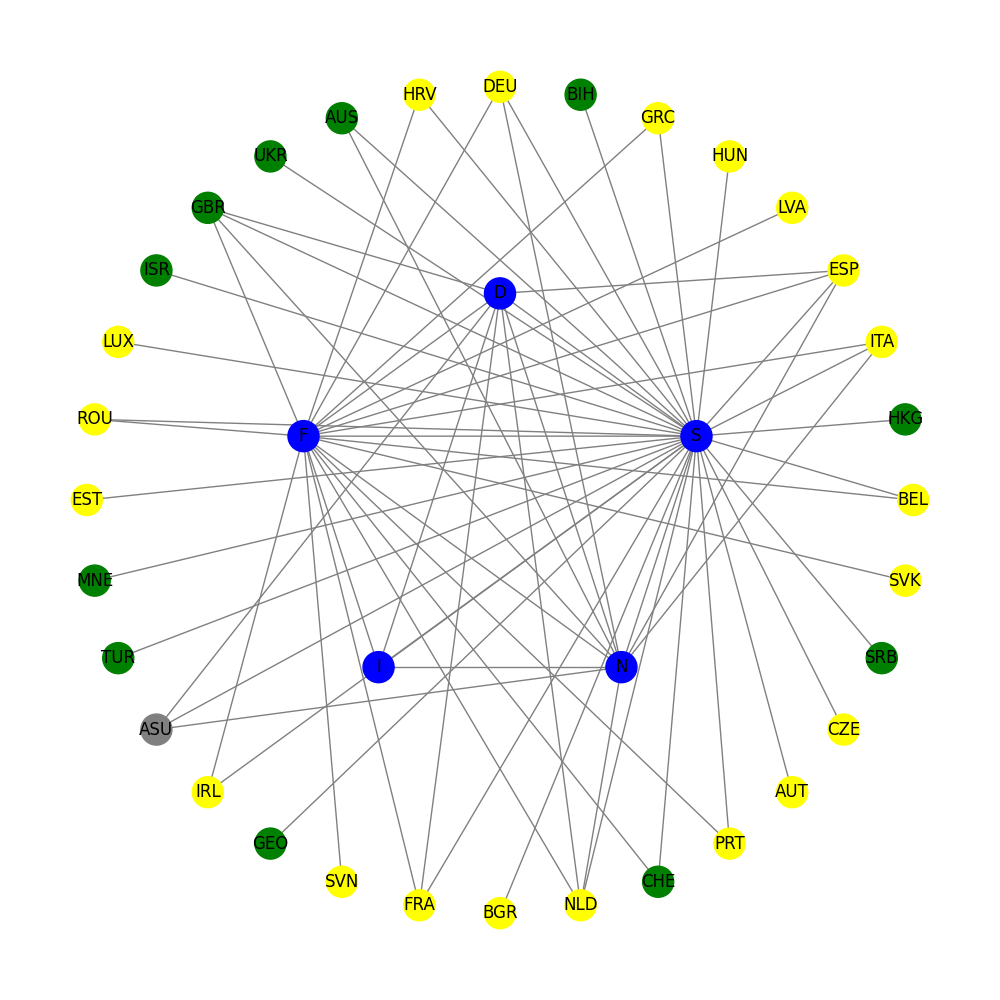 DEU
HRV
BIH
AUS
GRC
UKR
HUN
GBR
LVA
ISR
ESP
D
LUX
ITA
ROU
HKG
F
S
EST
BEL
MNE
SVK
TUR
SRB
I
N
ASU
CZE
IRL
AUT
GEO
PRT
SVN
CHE
FRA
BGR
NLD